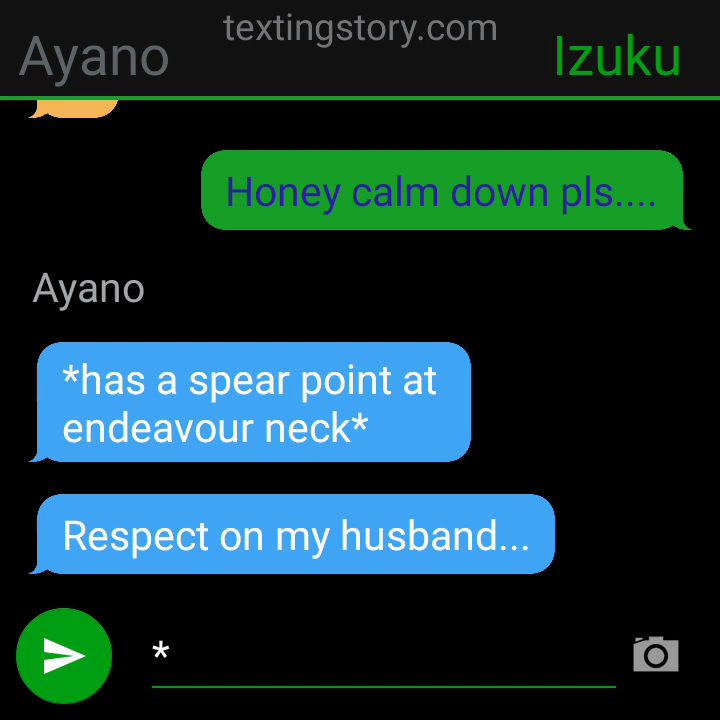 textingstory.com
Ayano
Izuku
Honey calm down pls....
Ayano
*has a spear point at
endeavour neck*
Respect on my husband...
*